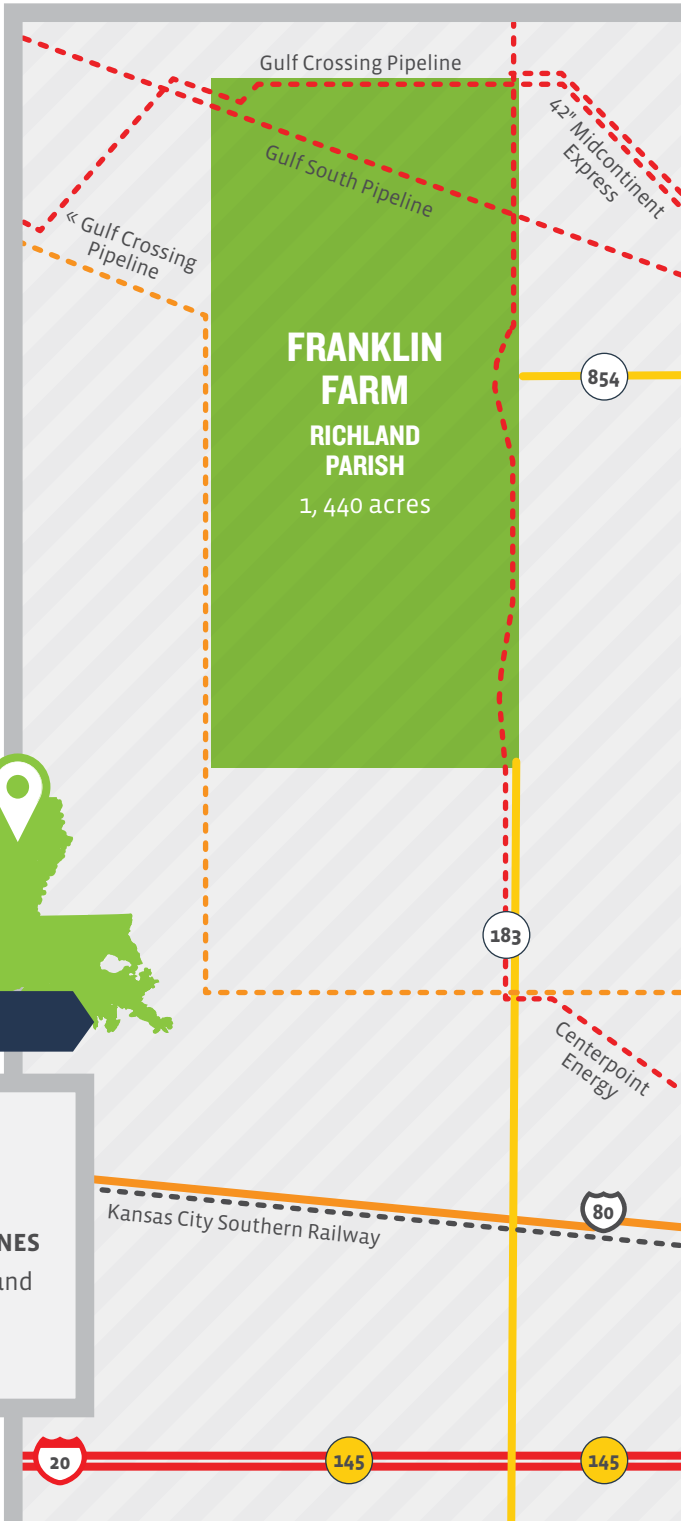 Gulf Crossing Pipeline
42" Midcontinent
Express
Gulf South Pipeline
« Gulf Crossing
Pipeline
FRANKLIN
FARM
RICHLAND
PARISH
1, 440 acres
854
183
Centerpoint
Energy
80
Kansas City Southern Railway
NES
and
20
145
145